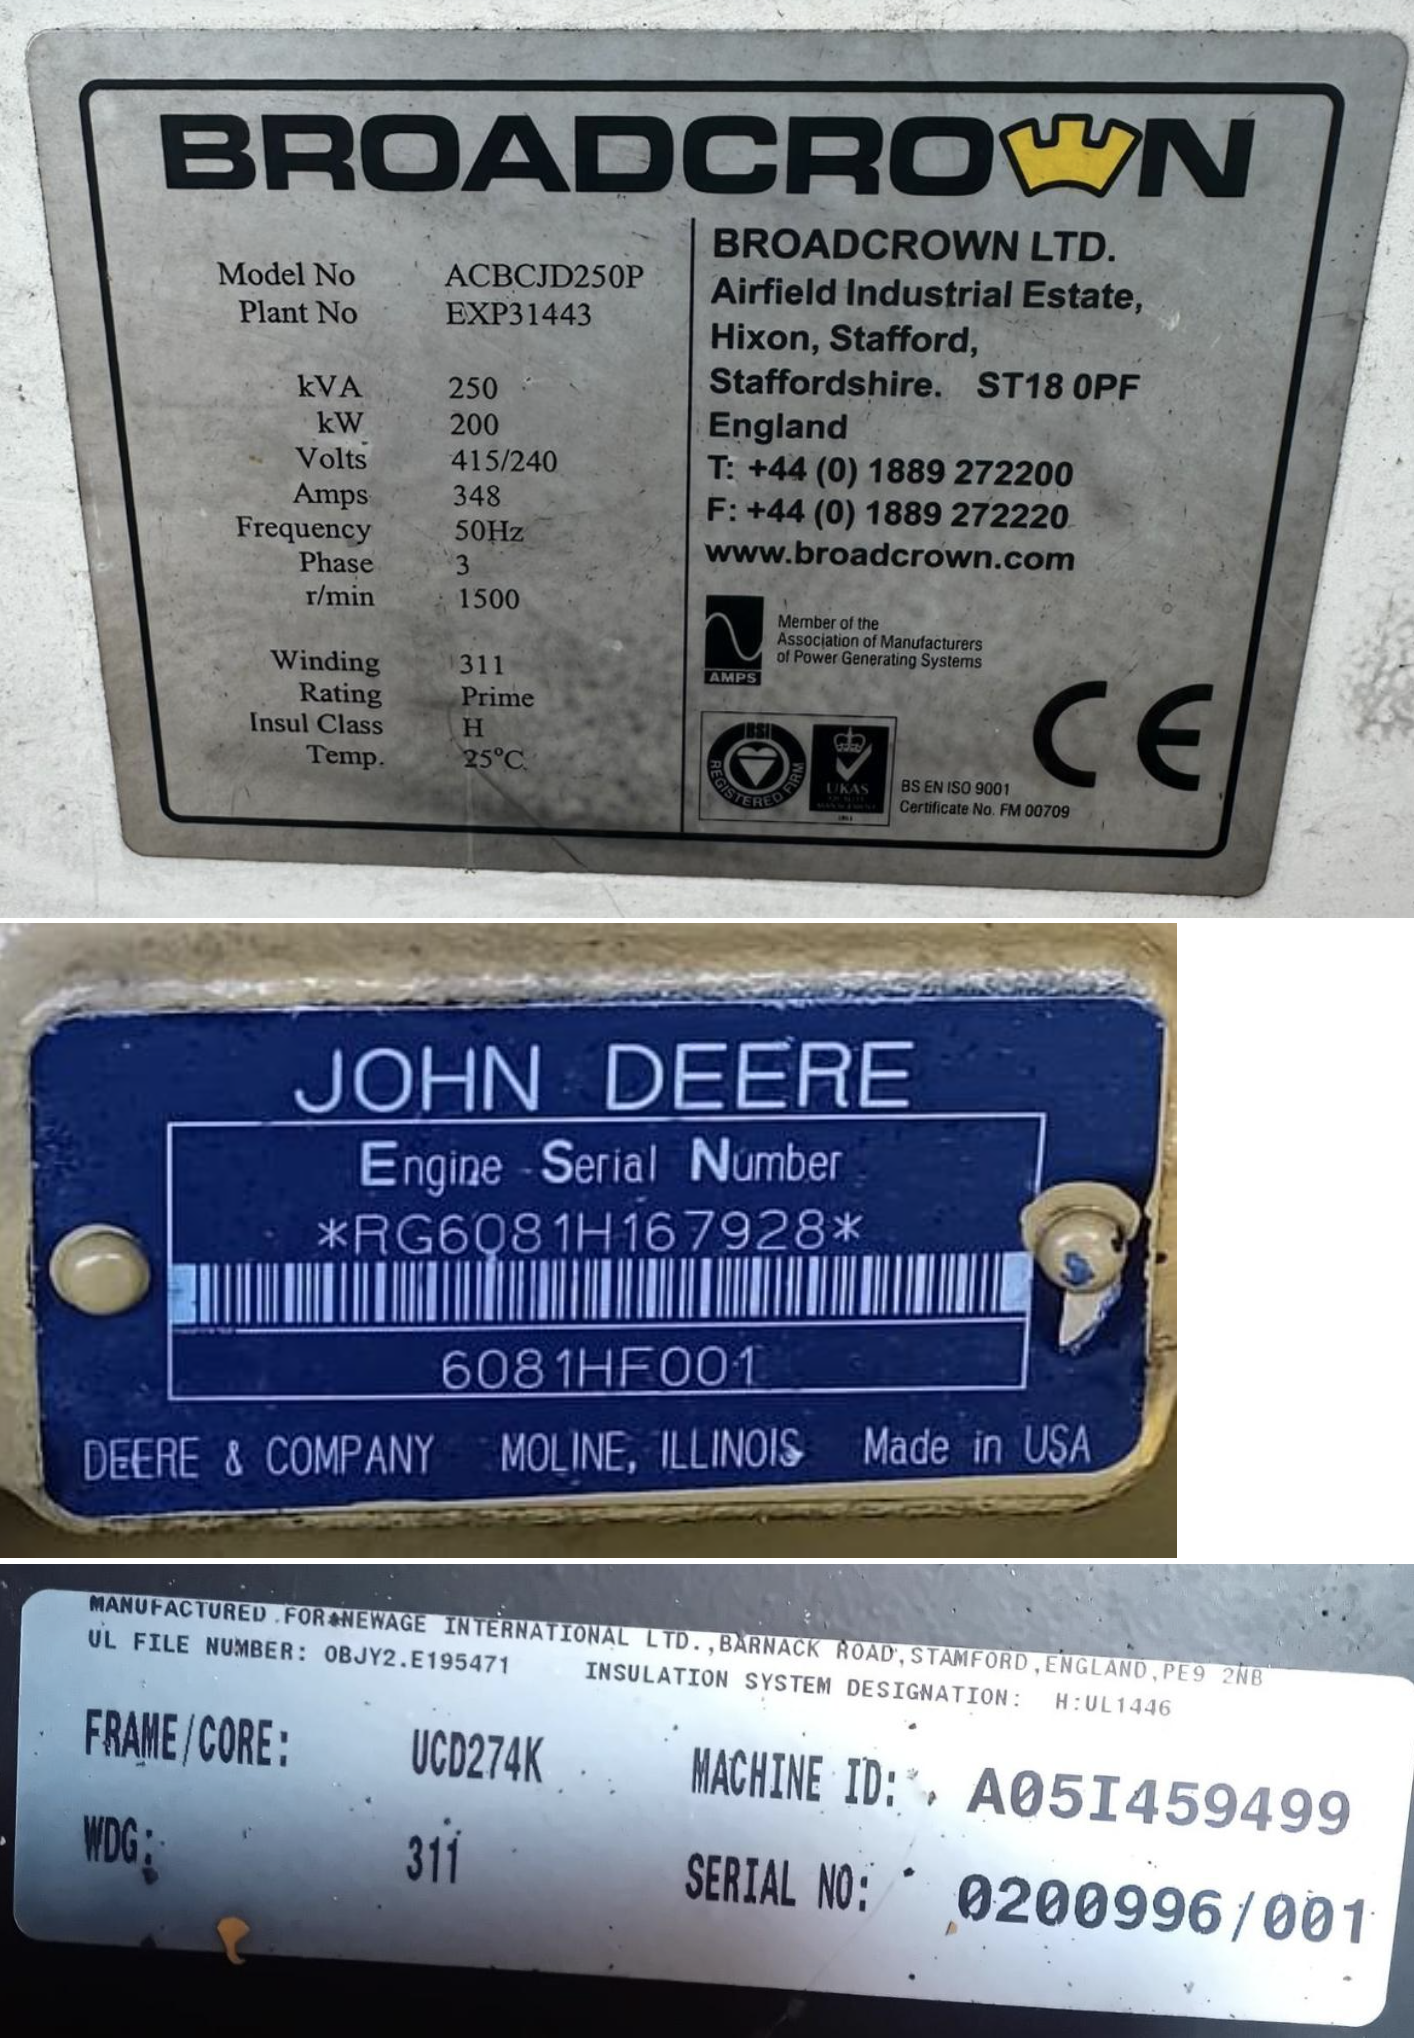 BROADCROWN
Model No ACBCJD250P
Plant No EXP31443
kVA 250
kW 200
Volts 415/240
Amps 348
Frequency 50Hz
Phase 3
r/min 1500
Winding 311
Rating Prime
Insul Class H
Temp. 25°C
BROADCROWN LTD.
Airfield Industrial Estate,
Hixon, Stafford,
Staffordshire. ST18 0PF
England
T: +44 (0) 1889 272200
F: +44 (0) 1889 272220
www.broadcrown.com
AMPS
Member of the
Association of Manufacturers
of Power Generating Systems
BSI
REGISTERED FIRM
UKAS
QUALITY
MANAGEMENT
CE
BS EN ISO 9001
Certificate No. FM 00709
JOHN DEERE
Engine Serial Number
*RG6081H167928*
6081HF001
DEERE & COMPANY MOLINE, ILLINOIS Made in USA
MANUFACTURED FOR NEWAGE INTERNATIONAL LTD.,BARNACK ROAD,STAMFORD,ENGLAND,PE9 2NB
UL FILE NUMBER: OBJY2.E195471 INSULATION SYSTEM DESIGNATION: H:UL1446
FRAME/CORE: UCD274K MACHINE ID: A05I459499
WDG: 311 SERIAL NO: 0200996/001